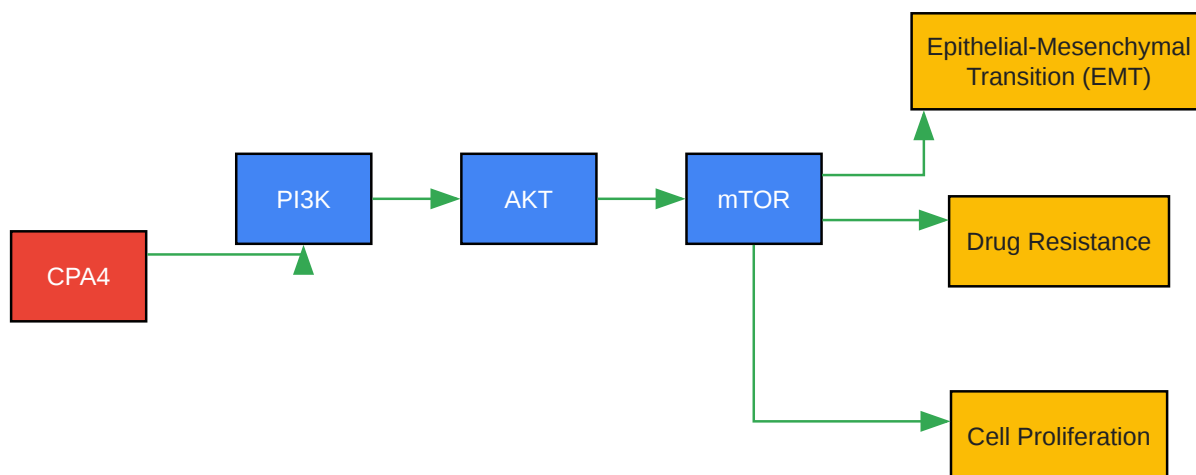 Epithelial-Mesenchymal
Transition (EMT)
PI3K
AKT
mTOR
Drug Resistance
CPA4
Cell Proliferation